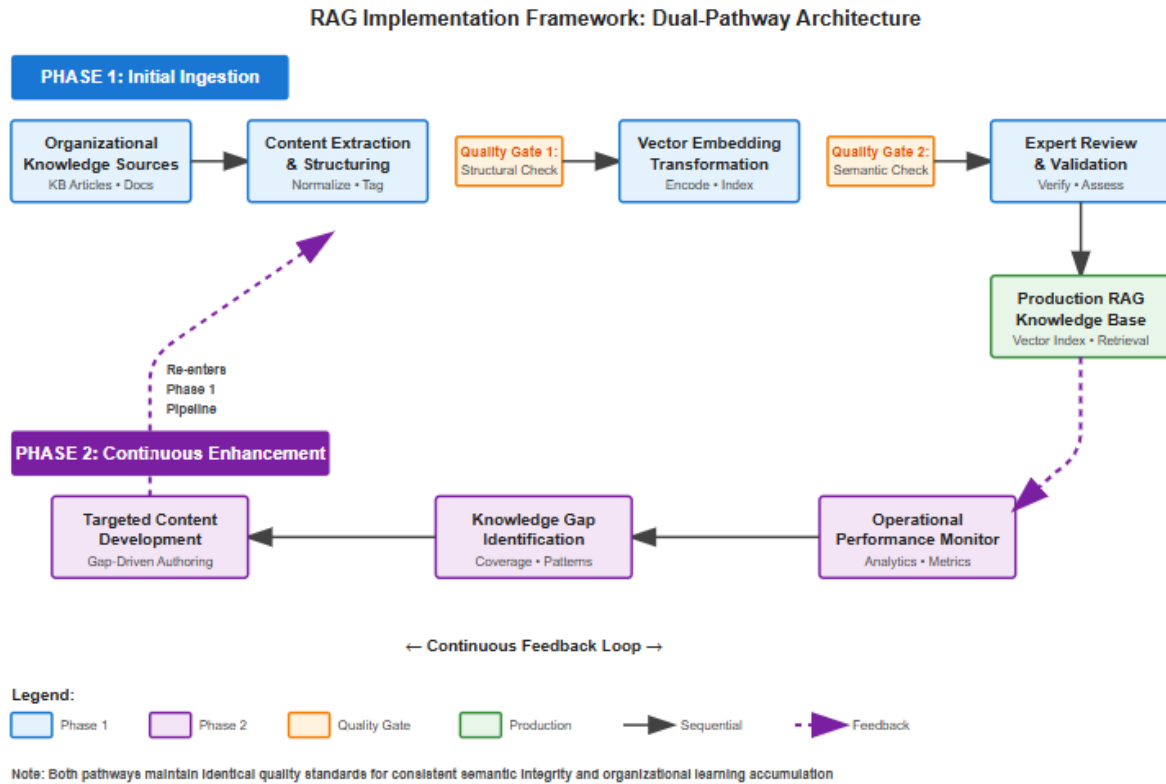 RAG Implementation Framework: Dual-Pathway Architecture
PHASE 1: Initial Ingestion
Organizational
Knowledge Sources
KB Articles • Docs
Content Extraction
& Structuring
Normalize • Tag
Quality Gate 1:
Structural Check
Vector Embedding
Transformation
Encode • Index
Quality Gate 2:
Semantic Check
Expert Review
& Validation
Verify • Assess
Production RAG
Knowledge Base
Vector Index • Retrieval
Re-enters
Phase 1
Pipeline
PHASE 2: Continuous Enhancement
Targeted Content
Development
Gap-Driven Authoring
Knowledge Gap
Identification
Coverage • Patterns
Operational
Performance Monitor
Analytics • Metrics
← Continuous Feedback Loop →
Legend:
Phase 1
Phase 2
Quality Gate
Production
Sequential
Feedback
Note: Both pathways maintain identical quality standards for consistent semantic integrity and organizational learning accumulation